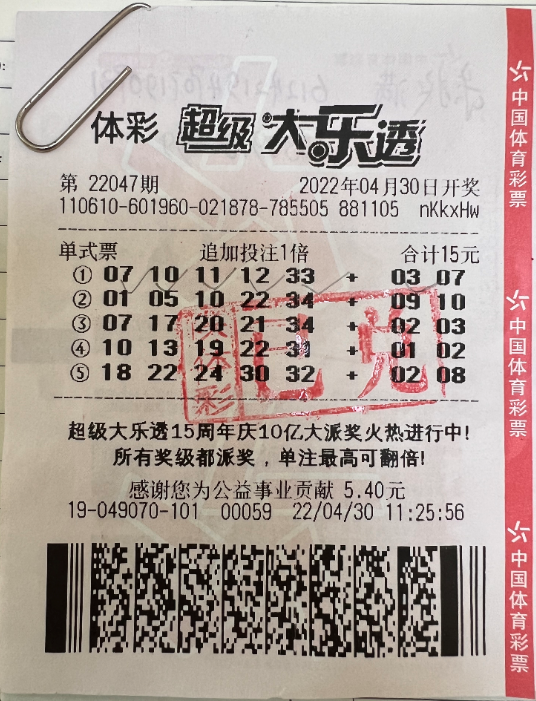 体彩 超级大乐透
第 22047期 2022年04月30日开奖
110610-601960-021878-785505 881105 nKkxHw
单式票 追加投注1倍 合计15元
① 07 10 11 12 33 + 03 07
② 01 05 10 22 34 + 09 10
③ 07 17 20 21 34 + 02 03
④ 10 13 19 22 31 + 01 02
⑤ 18 22 24 30 32 + 02 08
已兑
超级大乐透15周年庆10亿大派奖火热进行中!
所有奖级都派奖，单注最高可翻倍!
感谢您为公益事业贡献 5.40元
19-049070-101 00059 22/04/30 11:25:56
中国体育彩票
中国体育彩票
中国体育彩票